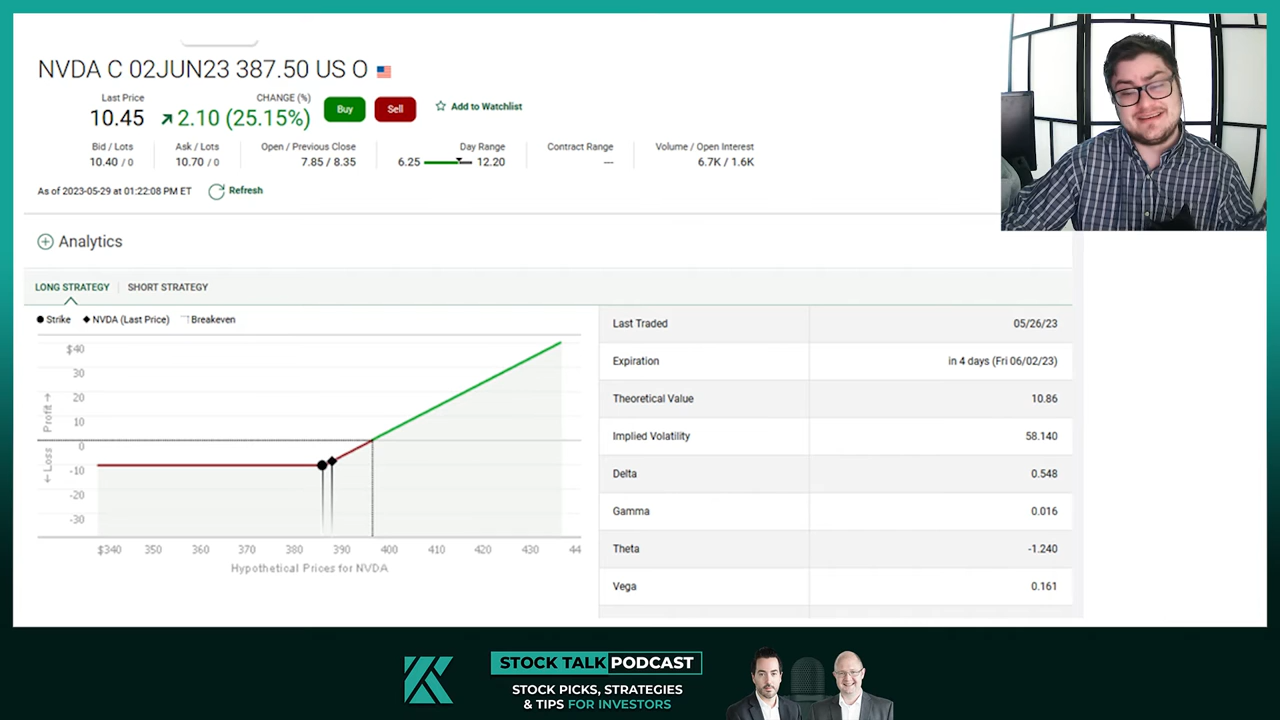 NVDA C 02JUN23 387.50 US O
Last Price CHANGE (%)
10.45 2.10 (25.15%) Buy Sell Add to Watchlist
Bid / Lots Ask / Lots Open / Previous Close Day Range Contract Range Volume / Open Interest
10.40 / 0 10.70 / 0 7.85 / 8.35 6.25 12.20 --- 6.7K / 1.6K
As of 2023-05-29 at 01:22:08 PM ET Refresh
Analytics
LONG STRATEGY SHORT STRATEGY
Strike NVDA (Last Price) Breakeven
$40
30
20
10
0
-10
-20
-30
← Loss Profit →
$340 350 360 370 380 390 400 410 420 430 44
Hypothetical Prices for NVDA
Last Traded 05/26/23
Expiration in 4 days (Fri 06/02/23)
Theoretical Value 10.86
Implied Volatility 58.140
Delta 0.548
Gamma 0.016
Theta -1.240
Vega 0.161
STOCK TALK PODCAST
STOCK PICKS, STRATEGIES
& TIPS FOR INVESTORS